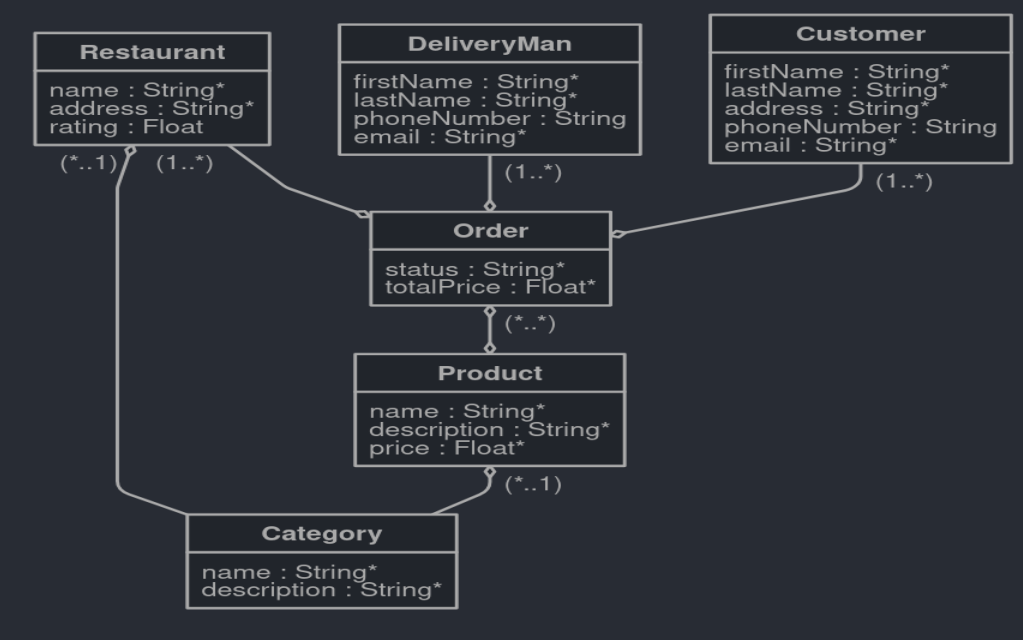 Restaurant
name : String*
address : String*
rating : Float
(*..1)
(1..*)
DeliveryMan
firstName : String*
lastName : String*
phoneNumber : String
email : String*
(1..*)
Customer
firstName : String*
lastName : String*
address : String*
phoneNumber : String
email : String*
(1..*)
Order
status : String*
totalPrice : Float*
(*..*)
Product
name : String*
description : String*
price : Float*
(*..1)
Category
name : String*
description : String*